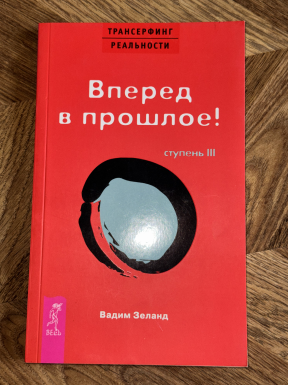 ТРАНСЕРФИНГ
РЕАЛЬНОСТИ
Вперед
в прошлое!
ступень III
Вадим Зеланд
ВЕСЬ